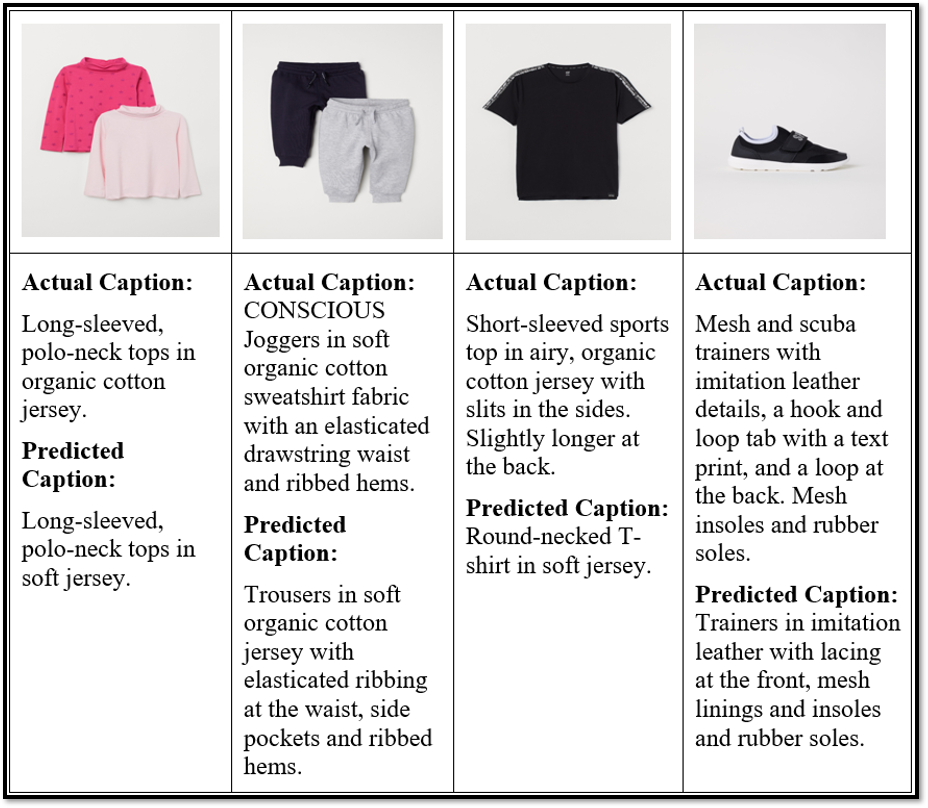 Actual Caption:
Long-sleeved,
polo-neck tops in
organic cotton
jersey.
Predicted
Caption:
Long-sleeved,
polo-neck tops in
soft jersey.
Actual Caption:
CONSCIOUS
Joggers in soft
organic cotton
sweatshirt fabric
with an elasticated
drawstring waist
and ribbed hems.
Predicted
Caption:
Trousers in soft
organic cotton
jersey with
elasticated ribbing
at the waist, side
pockets and ribbed
hems.
Actual Caption:
Short-sleeved sports
top in airy, organic
cotton jersey with
slits in the sides.
Slightly longer at
the back.
Predicted Caption:
Round-necked T-
shirt in soft jersey.
Actual Caption:
Mesh and scuba
trainers with
imitation leather
details, a hook and
loop tab with a text
print, and a loop at
the back. Mesh
insoles and rubber
soles.
Predicted Caption:
Trainers in imitation
leather with lacing
at the front, mesh
linings and insoles
and rubber soles.